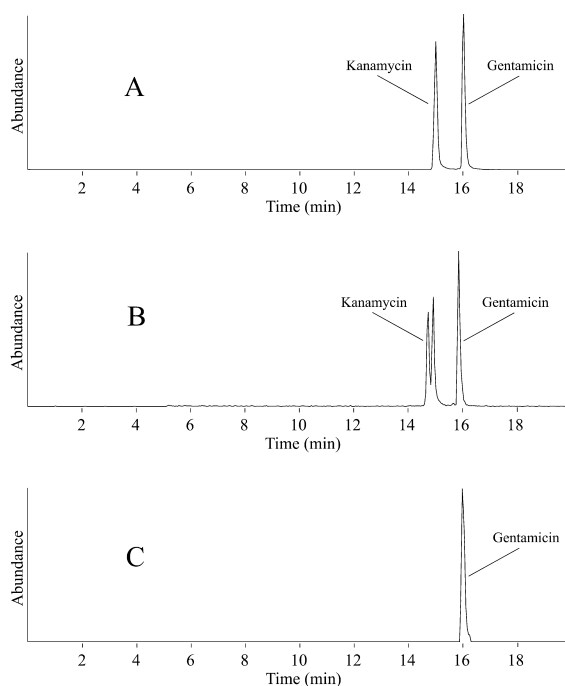 Kanamycin Gentamicin
A
Abundance
2 4 6 8 10 12 14 16 18
Time (min)
Kanamycin Gentamicin
B
Abundance
2 4 6 8 10 12 14 16 18
Time (min)
Gentamicin
C
Abundance
2 4 6 8 10 12 14 16 18
Time (min)